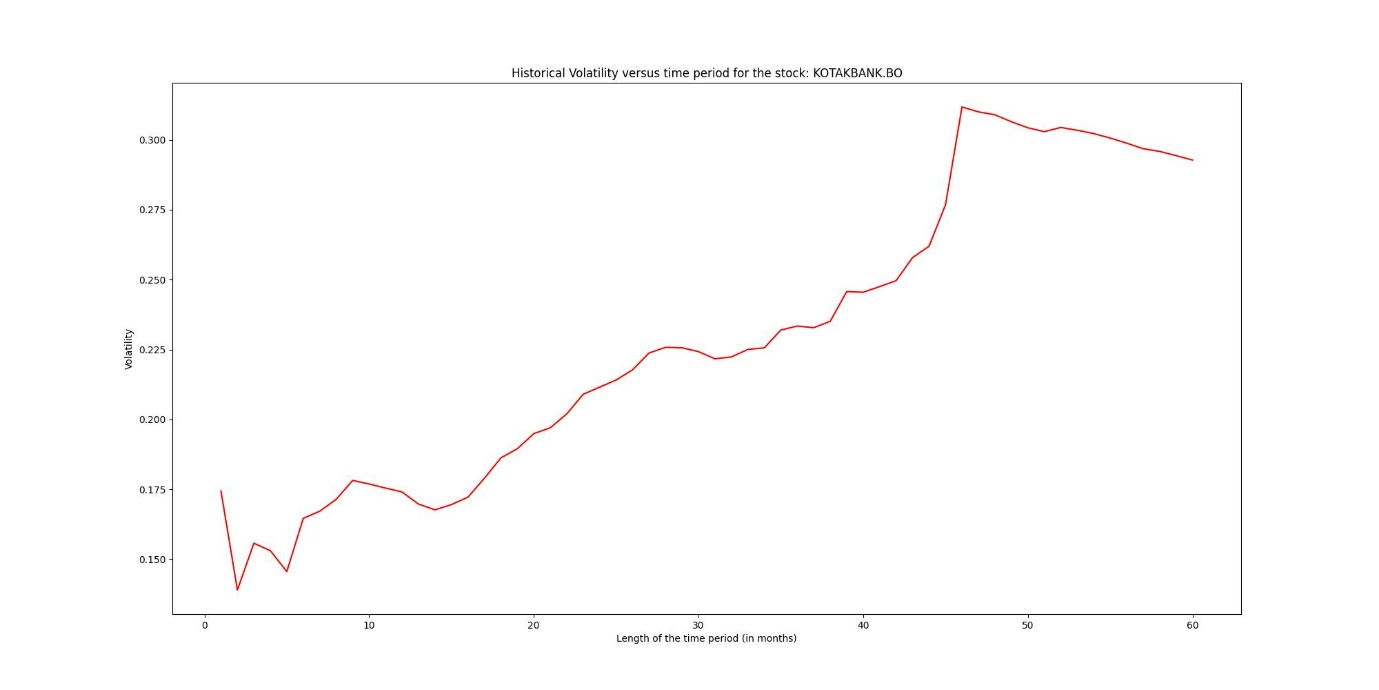 Historical Volatility versus time period for the stock: KOTAKBANK.BO
0.300
0.275
0.250
0.225
0.200
0.175
0.150
Volatility
0 10 20 30 40 50 60
Length of the time period (in months)